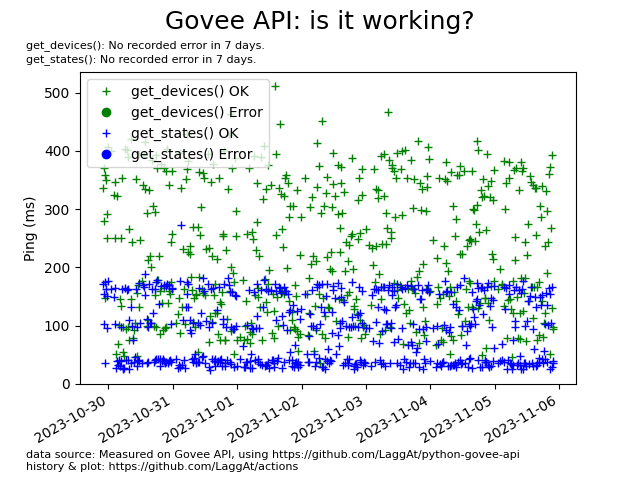 Govee API: is it working?
get_devices(): No recorded error in 7 days.
get_states(): No recorded error in 7 days.
get_devices() OK
get_devices() Error
get_states() OK
get_states() Error
Ping (ms)
500
400
300
200
100
0
2023-10-30
2023-10-31
2023-11-01
2023-11-02
2023-11-03
2023-11-04
2023-11-05
2023-11-06
data source: Measured on Govee API, using https://github.com/LaggAt/python-govee-api
history & plot: https://github.com/LaggAt/actions